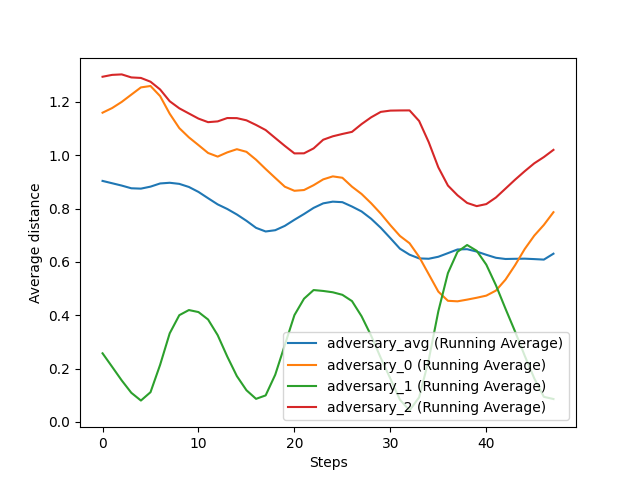 1.2
1.0
0.8
0.6
0.4
0.2
0.0
Average distance
adversary_avg (Running Average)
adversary_0 (Running Average)
adversary_1 (Running Average)
adversary_2 (Running Average)
0 10 20 30 40
Steps